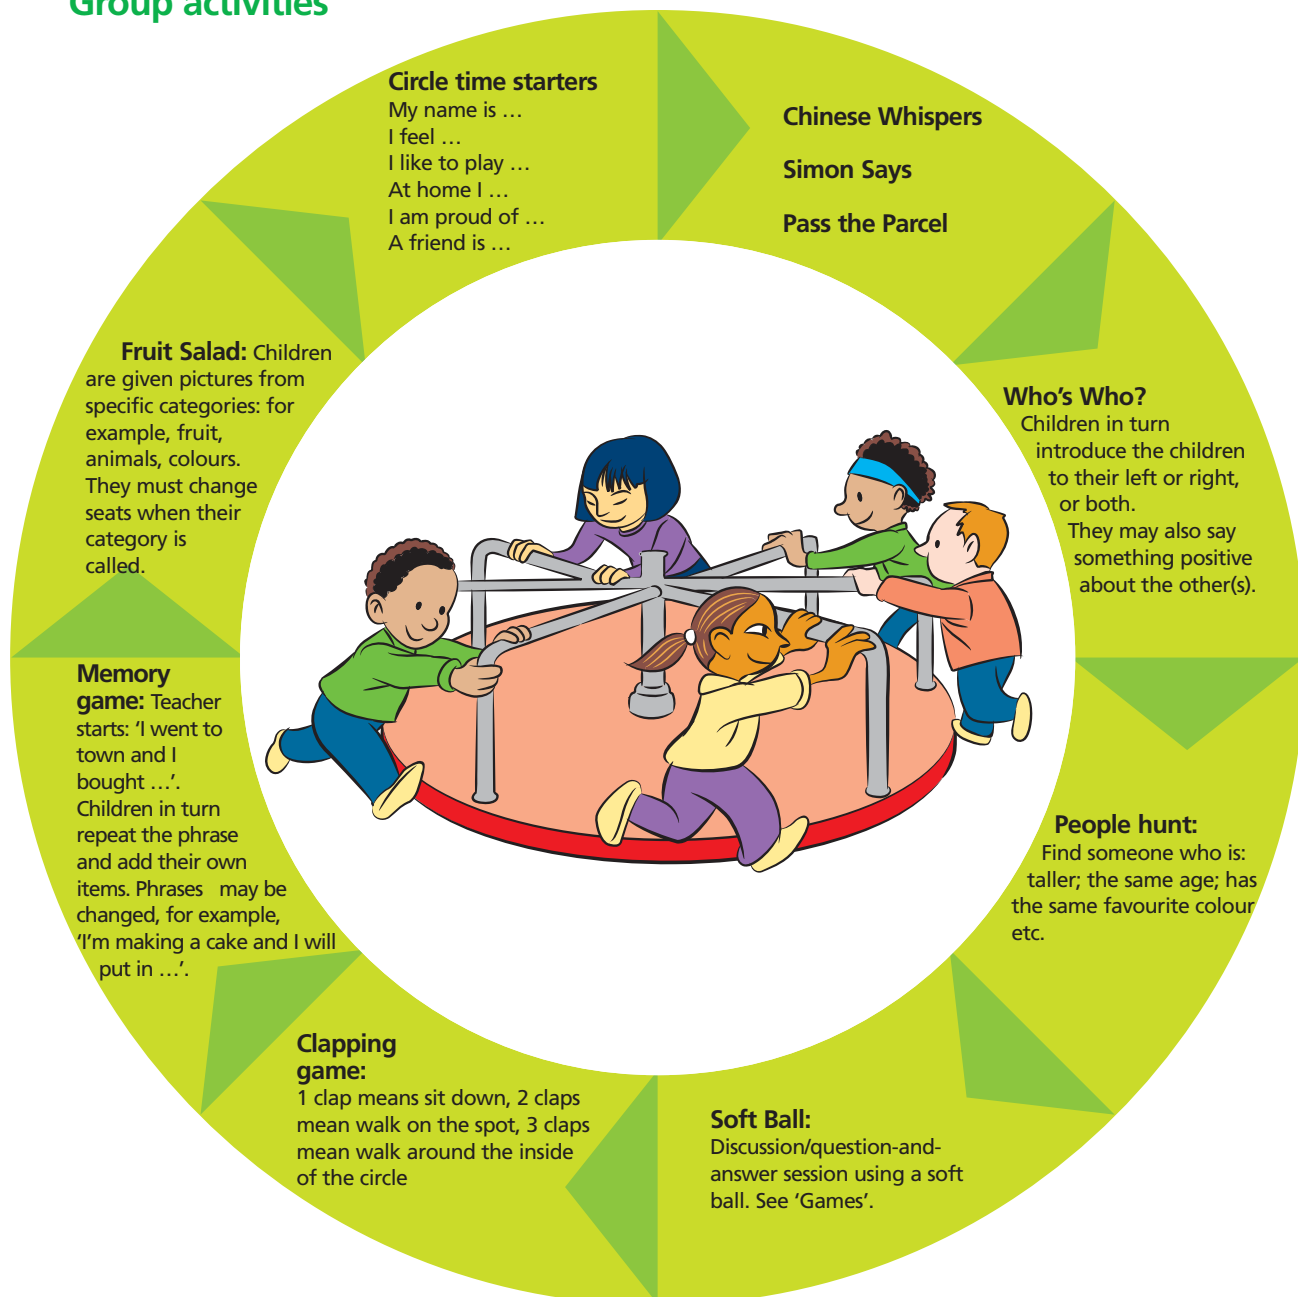 Group activities
Circle time starters
My name is …
I feel …
I like to play …
At home I …
I am proud of …
A friend is …
Chinese Whispers
Simon Says
Pass the Parcel
Who’s Who?
Children in turn
introduce the children
to their left or right,
or both.
They may also say
something positive
about the other(s).
People hunt:
Find someone who is:
taller; the same age; has
the same favourite colour
etc.
Soft Ball:
Discussion/question-and-
answer session using a soft
ball. See ‘Games’.
Clapping
game:
1 clap means sit down, 2 claps
mean walk on the spot, 3 claps
mean walk around the inside
of the circle
Memory
game: Teacher
starts: ‘I went to
town and I
bought …’.
Children in turn
repeat the phrase
and add their own
items. Phrases may be
changed, for example,
‘I’m making a cake and I will
put in …’.
Fruit Salad: Children
are given pictures from
specific categories: for
example, fruit,
animals, colours.
They must change
seats when their
category is
called.